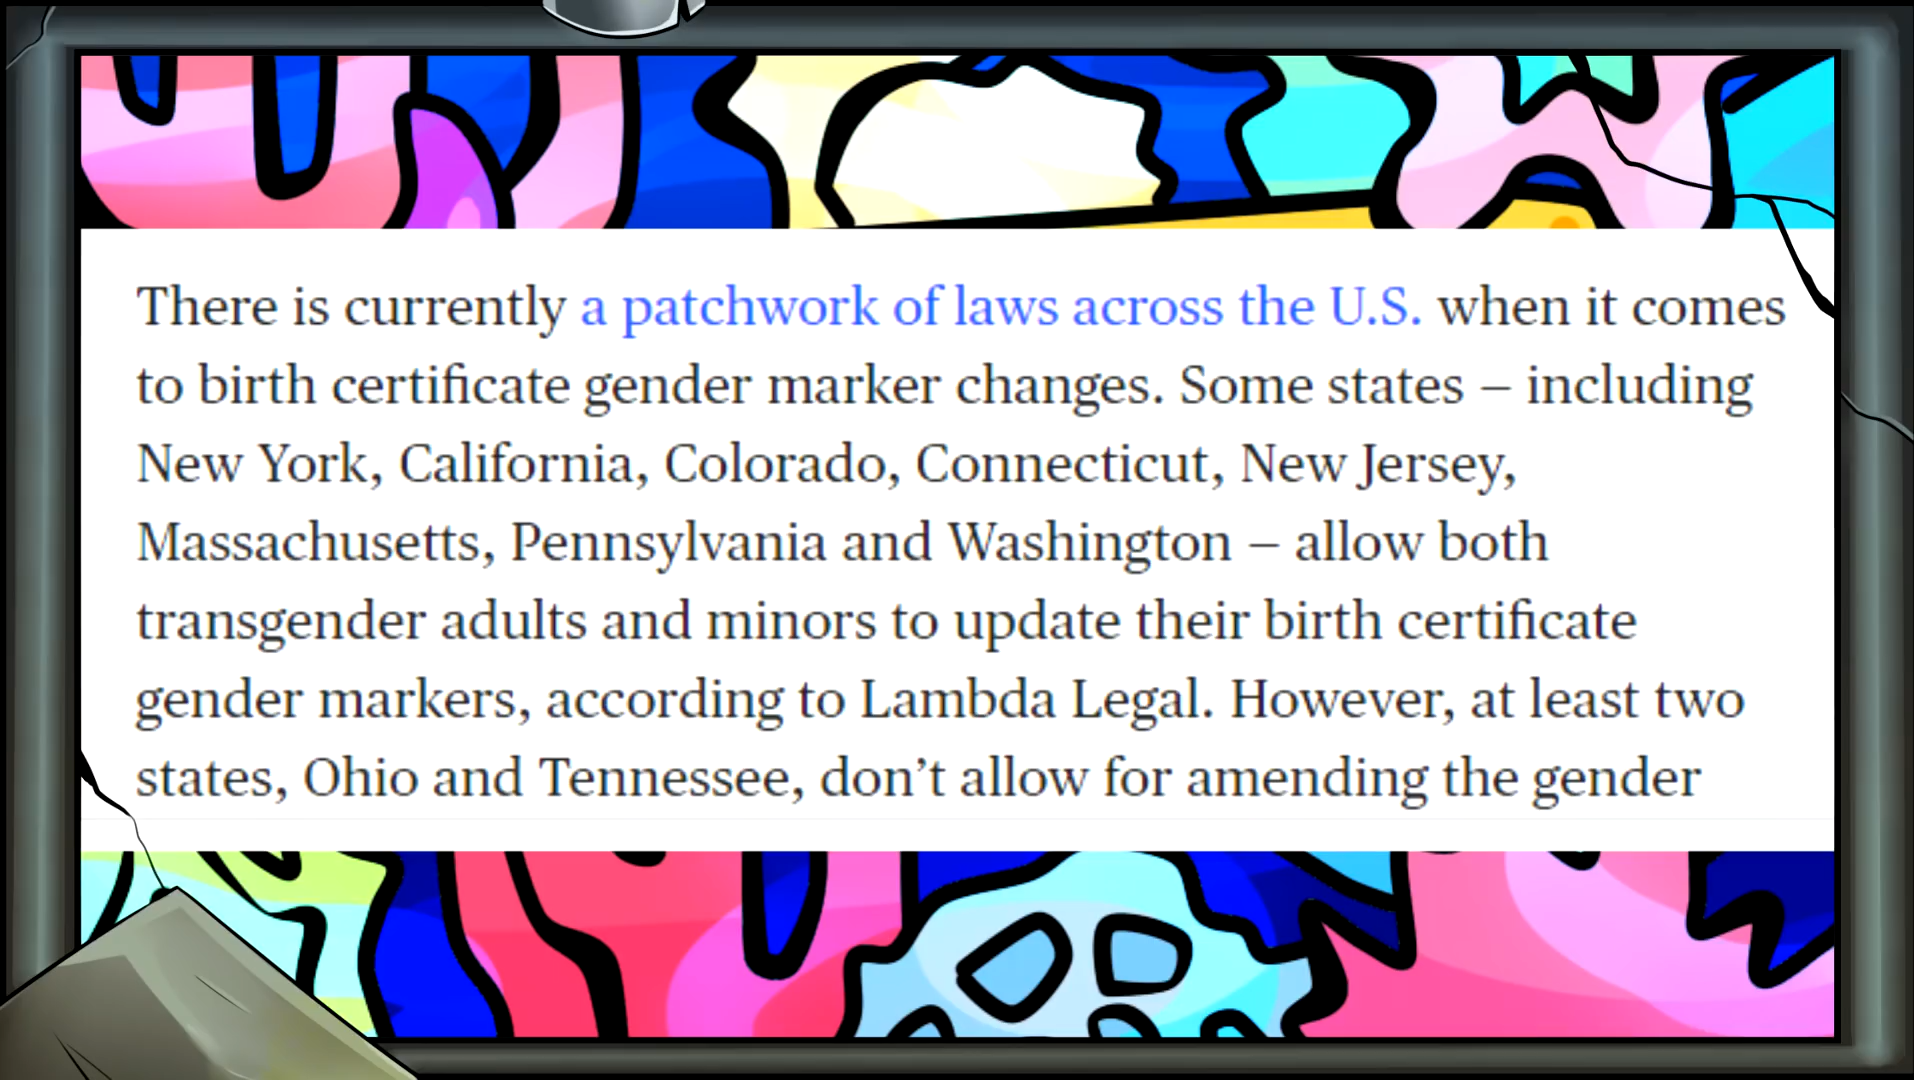 There is currently a patchwork of laws across the U.S. when it comes
to birth certificate gender marker changes. Some states – including
New York, California, Colorado, Connecticut, New Jersey,
Massachusetts, Pennsylvania and Washington – allow both
transgender adults and minors to update their birth certificate
gender markers, according to Lambda Legal. However, at least two
states, Ohio and Tennessee, don’t allow for amending the gender